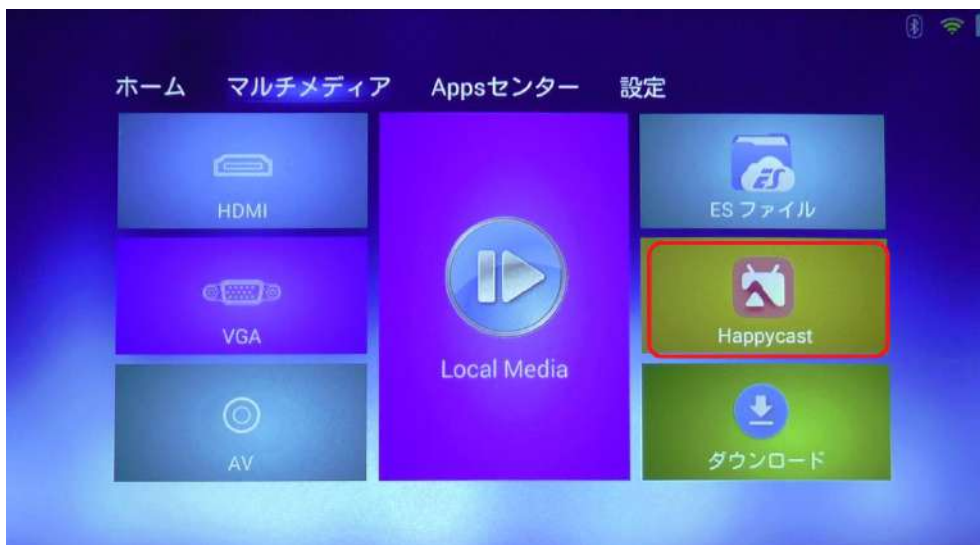 ホーム マルチメディア Appsセンター 設定
HDMI
VGA
AV
Local Media
ES
ES ファイル
Happycast
ダウンロード